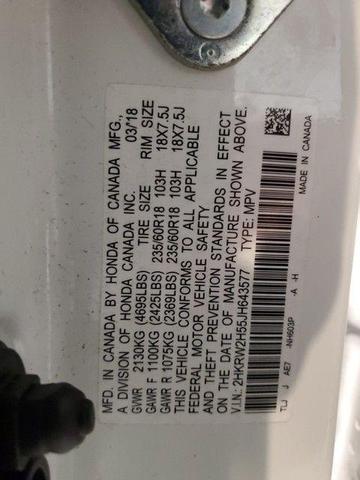 MFD. IN CANADA BY HONDA OF CANADA MFG.,
A DIVISION OF HONDA CANADA INC. 03/'18
GVWR 2130KG (4695LBS) TIRE SIZE RIM SIZE
GAWR F 1100KG (2425LBS) 235/60R18 103H 18X7.5J
GAWR R 1075KG (2369LBS) 235/60R18 103H 18X7.5J
THIS VEHICLE CONFORMS TO ALL APPLICABLE
FEDERAL MOTOR VEHICLE SAFETY
AND THEFT PREVENTION STANDARDS IN EFFECT
ON THE DATE OF MANUFACTURE SHOWN ABOVE.
V.I.N.: 2HKRW2H55JH643577 TYPE: MPV
TLJ J AE7 -NH603P -A -H MADE IN CANADA